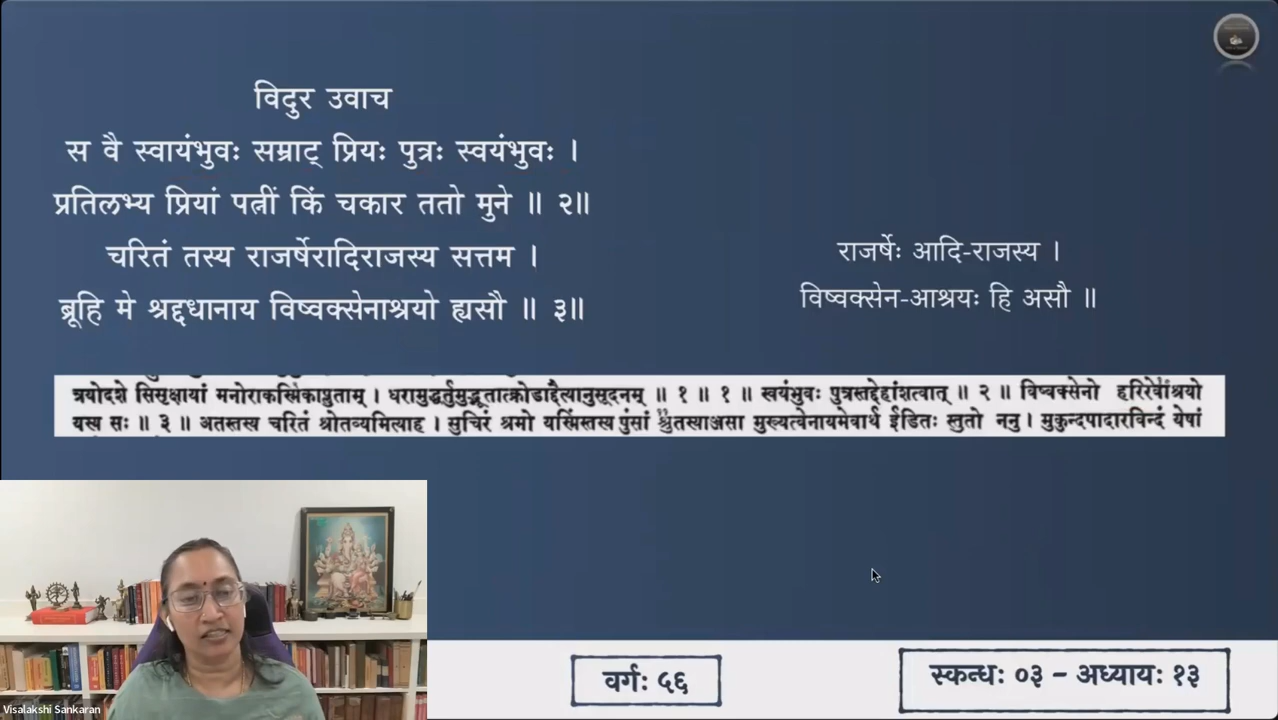 विदुर उवाच
स वै स्वायंभुवः सम्राट् प्रियः पुत्रः स्वयंभुवः ।
प्रतिलभ्य प्रियां पत्नीं किं चकार ततो मुने ॥ २॥
चरितं तस्य राजर्षेरादिराजस्य सत्तम ।
ब्रूहि मे श्रद्दधानाय विष्वक्सेनाश्रयो ह्यसौ ॥ ३॥
राजर्षेः आदि-राजस्य ।
विष्वक्सेन-आश्रयः हि असौ ॥
त्रयोदशे सिसृक्षायां मनोराकस्मिकाप्लुताम् । धरामुद्धर्तुमुद्भूतात्क्रोडाद्दैत्यानुसूदनम् ॥ १ ॥ १ ॥ स्वयंभुवः पुत्रस्तद्देहांशत्वात् ॥ २ ॥ विष्वक्सेनो हरिरेवाश्रयो
यस्य सः ॥ ३ ॥ अतस्तस्य चरितं श्रोतव्यमित्याह । सुचिरं श्रमो यस्मिंस्तस्य पुंसां श्रुतस्याञ्जसा मुख्यत्वेनायमेवार्थ ईडितः स्तुतो ननु । मुकुन्दपादारविन्दं येषां
Visalakshi Sankaran
वर्गः ५६
स्कन्धः ०३ - अध्यायः १३